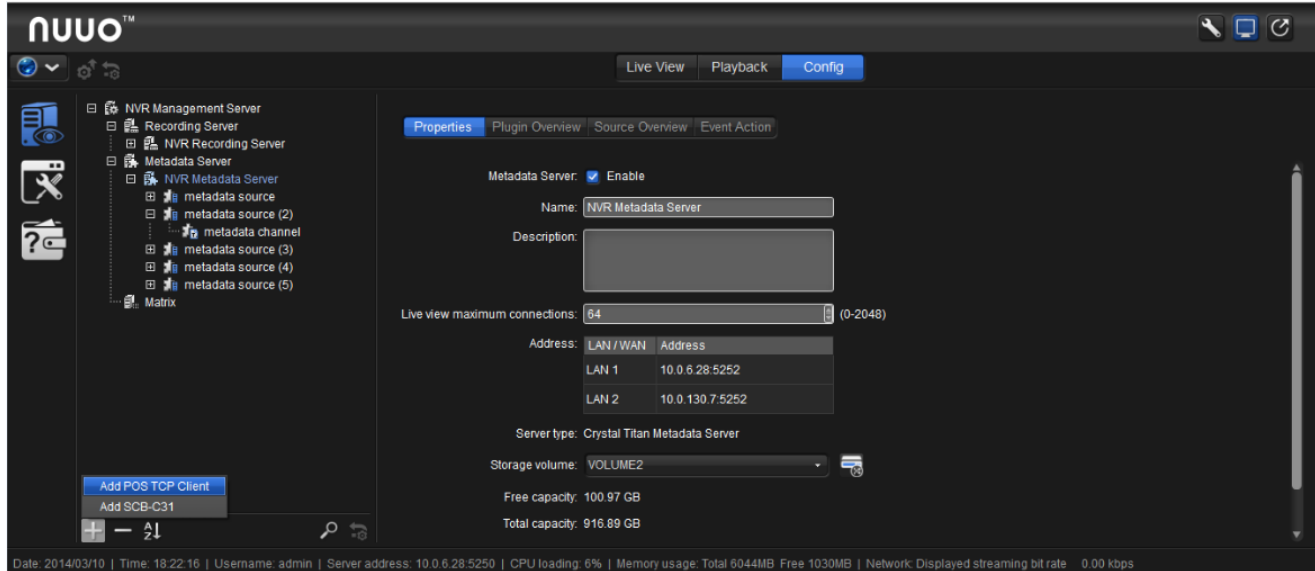 nuuo™
Live View Playback Config
NVR Management Server
Recording Server
NVR Recording Server
Metadata Server
NVR Metadata Server
metadata source
metadata source (2)
metadata channel
metadata source (3)
metadata source (4)
metadata source (5)
Matrix
Add POS TCP Client
Add SCB-C31
Properties Plugin Overview Source Overview Event Action
Metadata Server: Enable
Name: NVR Metadata Server
Description:
Live view maximum connections: 64 (0-2048)
Address: LAN / WAN Address
LAN 1 10.0.6.28:5252
LAN 2 10.0.130.7:5252
Server type: Crystal Titan Metadata Server
Storage volume: VOLUME2
Free capacity: 100.97 GB
Total capacity: 916.89 GB
Date: 2014/03/10 | Time: 18:22:16 | Username: admin | Server address: 10.0.6.28:5250 | CPU loading: 6% | Memory usage: Total 6044MB Free 1030MB | Network: Displayed streaming bit rate 0.00 kbps